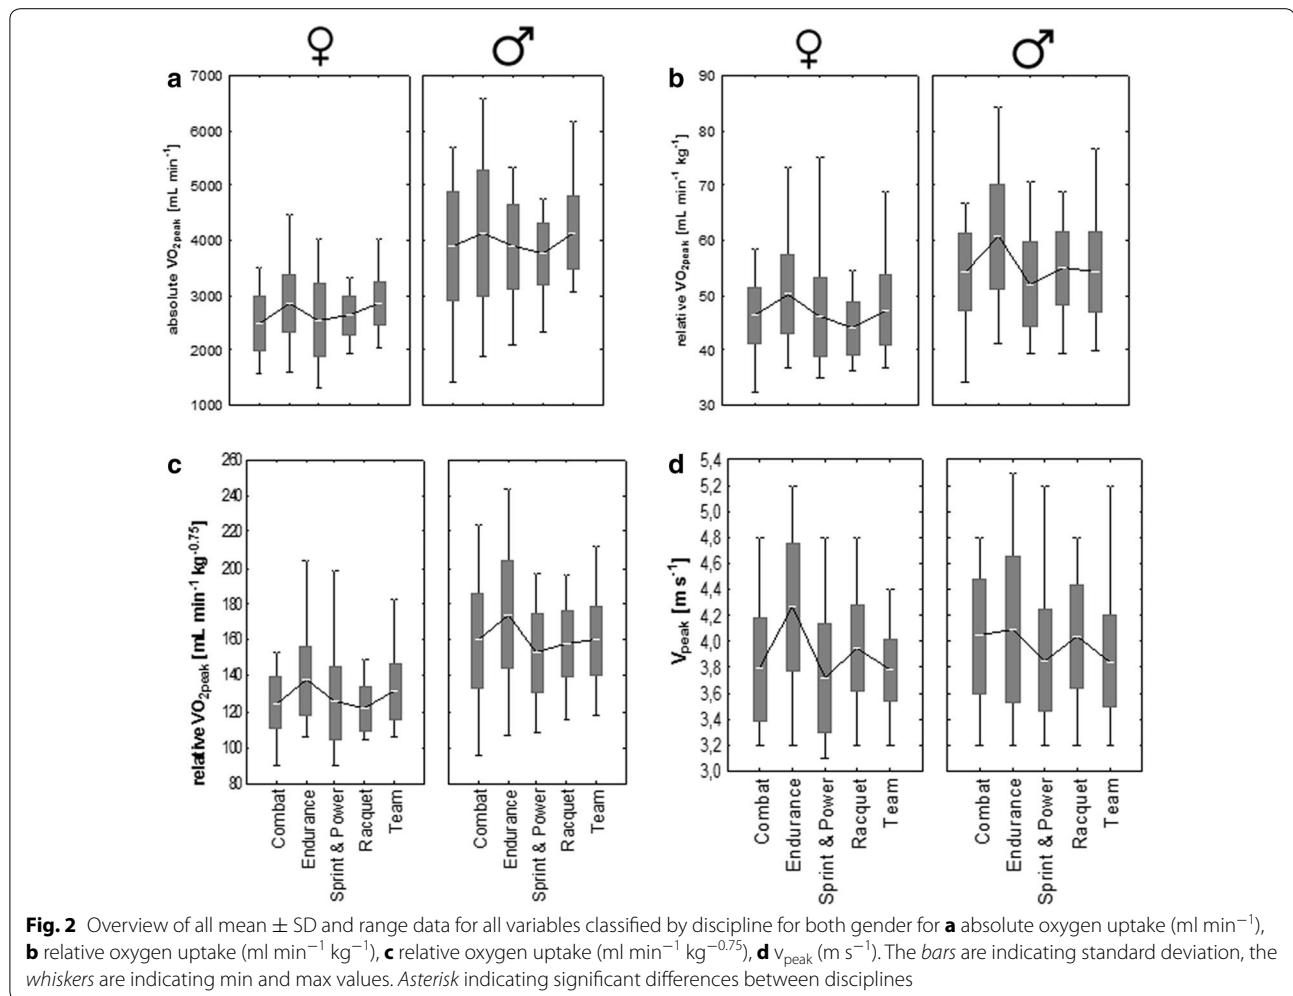 ♀ ♂ ♀ ♂
a
absolute VO2peak [mL min-1]
7000
6000
5000
4000
3000
2000
1000
b
relative VO2peak [mL min-1 kg-1]
90
80
70
60
50
40
30
c
relative VO2peak [mL min-1 kg-0.75]
260
240
220
200
180
160
140
120
100
80
Combat
Endurance
Sprint & Power
Racquet
Team
Combat
Endurance
Sprint & Power
Racquet
Team
d
Vpeak [m s-1]
5,4
5,2
5,0
4,8
4,6
4,4
4,2
4,0
3,8
3,6
3,4
3,2
3,0
Combat
Endurance
Sprint & Power
Racquet
Team
Combat
Endurance
Sprint & Power
Racquet
Team
Fig. 2 Overview of all mean ± SD and range data for all variables classified by discipline for both gender for a absolute oxygen uptake (ml min−1),
b relative oxygen uptake (ml min−1 kg−1), c relative oxygen uptake (ml min−1 kg−0.75), d vpeak (m s−1). The bars are indicating standard deviation, the
whiskers are indicating min and max values. Asterisk indicating significant differences between disciplines